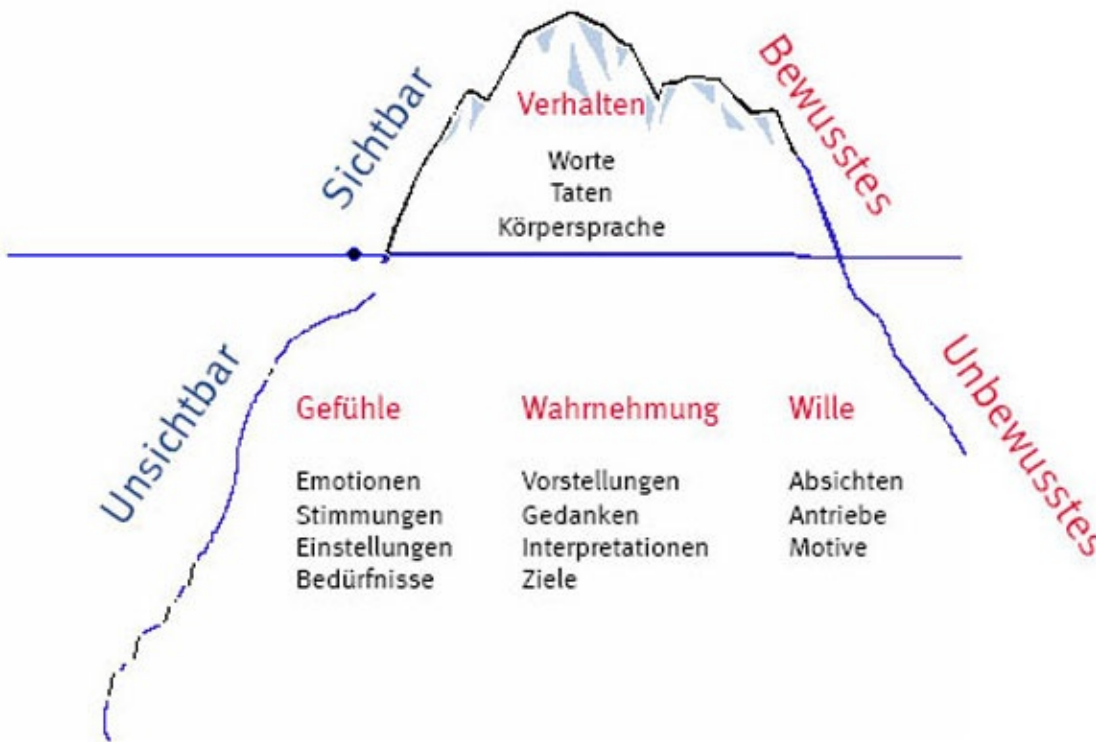 Sichtbar
Bewusstes
Verhalten
Worte
Taten
Körpersprache
Unsichtbar
Unbewusstes
Gefühle
Emotionen
Stimmungen
Einstellungen
Bedürfnisse
Wahrnehmung
Vorstellungen
Gedanken
Interpretationen
Ziele
Wille
Absichten
Antriebe
Motive